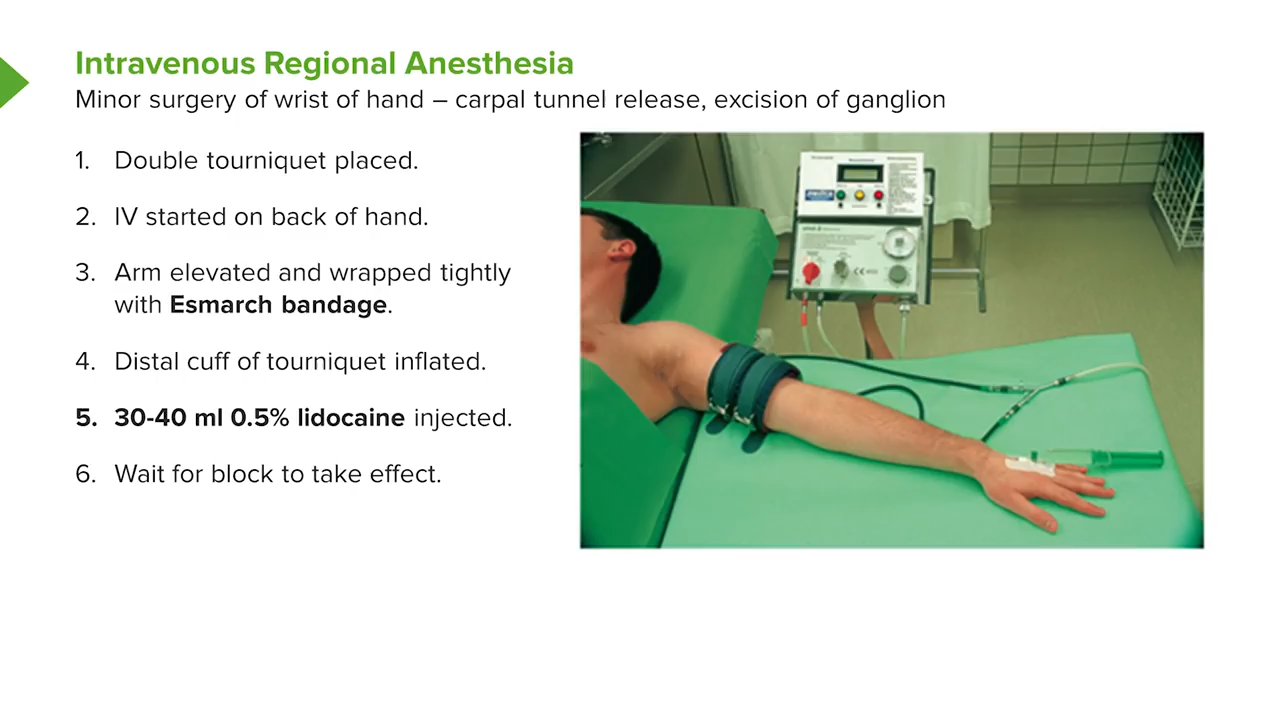 Intravenous Regional Anesthesia
Minor surgery of wrist of hand – carpal tunnel release, excision of ganglion
1. Double tourniquet placed.
2. IV started on back of hand.
3. Arm elevated and wrapped tightly
with Esmarch bandage.
4. Distal cuff of tourniquet inflated.
5. 30-40 ml 0.5% lidocaine injected.
6. Wait for block to take effect.